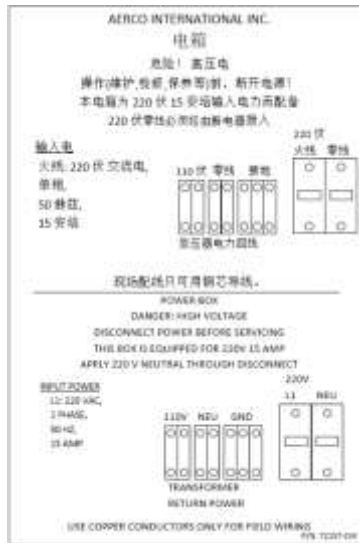 AERCO INTERNATIONAL INC.
电箱
危险！高压电
操作(维护,检修,保养等)前，断开电源！
本电箱为 220 伏 15 安培输入电力而配备
220 伏零线必须经由断电器接入
220 伏
火线 零线
输入电
火线: 220 伏 交流电,
单相,
50 赫兹,
15 安培
110 伏 零线 接地
变压器电力回线
现场配线只可用铜芯导线。
POWER BOX
DANGER: HIGH VOLTAGE
DISCONNECT POWER BEFORE SERVICING
THIS BOX IS EQUIPPED FOR 220V 15 AMP
APPLY 220 V NEUTRAL THROUGH DISCONNECT
220V
L1 NEU
INPUT POWER
L1: 220 VAC,
1 PHASE,
50 HZ,
15 AMP
110V NEU GND
TRANSFORMER
RETURN POWER
USE COPPER CONDUCTORS ONLY FOR FIELD WIRING
P/N